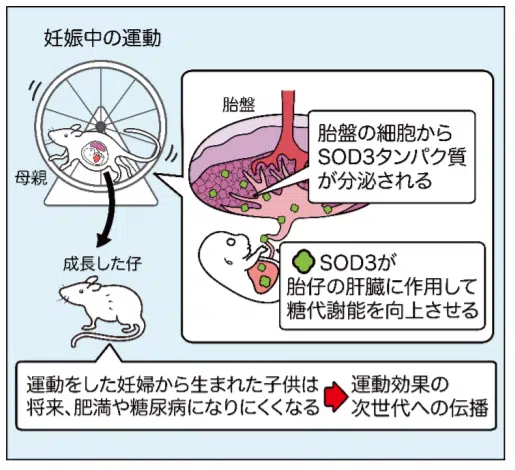 妊娠中の運動
胎盤
胎盤の細胞から
SOD3タンパク質
が分泌される
母親
成長した仔
SOD3が
胎仔の肝臓に作用して
糖代謝能を向上させる
運動をした妊婦から生まれた子供は
将来、肥満や糖尿病になりにくくなる
運動効果の
次世代への伝播